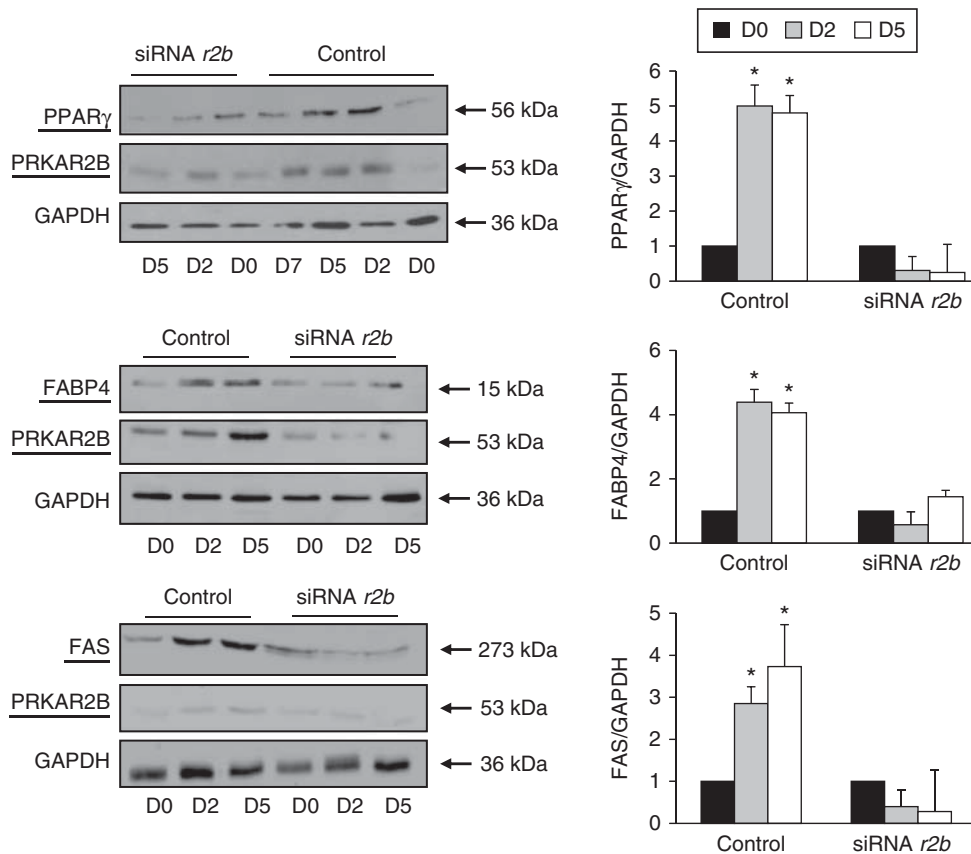 siRNA r2b Control
PPARγ 56 kDa
PRKAR2B 53 kDa
GAPDH 36 kDa
D5 D2 D0 D7 D5 D2 D0
D0 D2 D5
6
5
4
3
2
1
0
PPARγ/GAPDH
* *
Control siRNA r2b
Control siRNA r2b
FABP4 15 kDa
PRKAR2B 53 kDa
GAPDH 36 kDa
D0 D2 D5 D0 D2 D5
6
4
2
0
FABP4/GAPDH
* *
Control siRNA r2b
Control siRNA r2b
FAS 273 kDa
PRKAR2B 53 kDa
GAPDH 36 kDa
D0 D2 D5 D0 D2 D5
5
4
3
2
1
0
FAS/GAPDH
* *
Control siRNA r2b